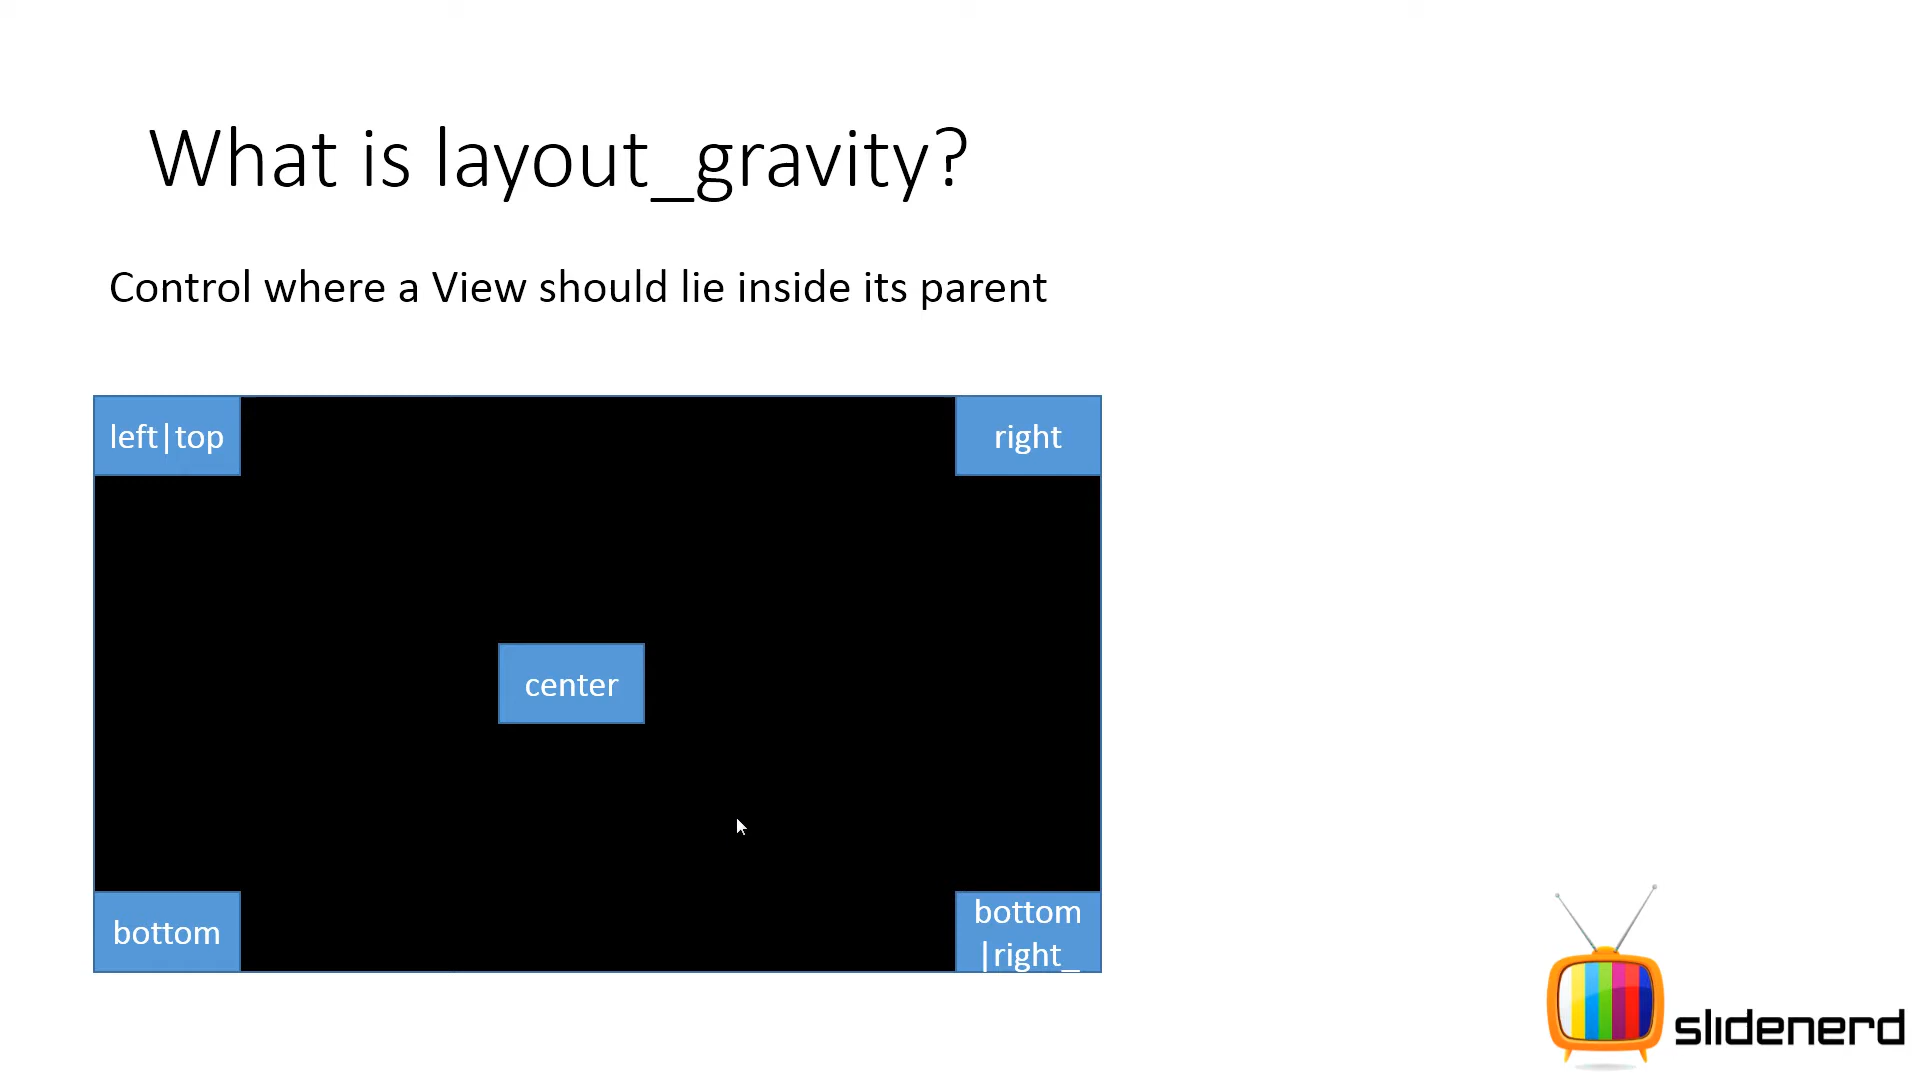 What is layout_gravity?
Control where a View should lie inside its parent
left|top
right
center
bottom
bottom
|right_
slidenerd